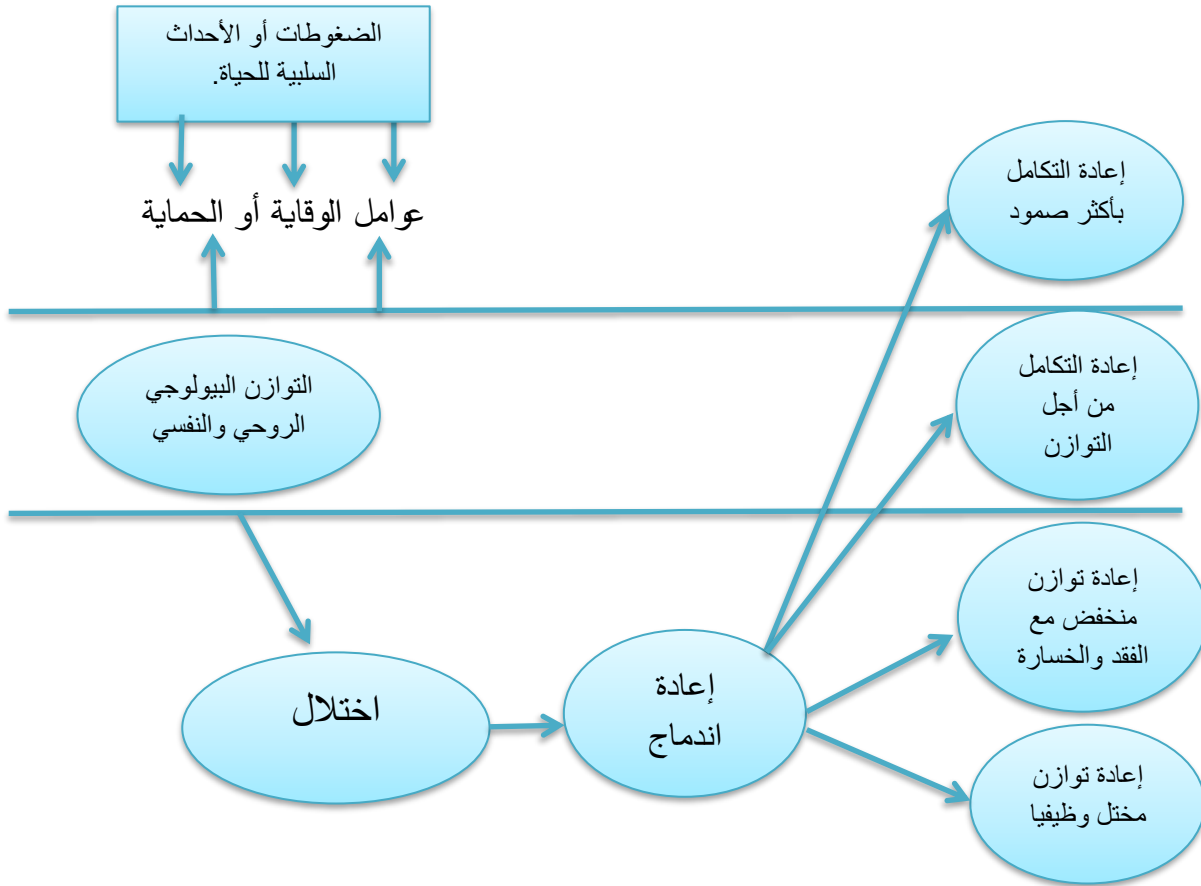 الضغوطات أو الأحداث
السلبية للحياة.
عوامل الوقاية أو الحماية
إعادة التكامل
بأكثر صمود
التوازن البيولوجي
الروحي والنفسي
إعادة التكامل
من أجل
التوازن
اختلال
إعادة
اندماج
إعادة توازن
منخفض مع
الفقد والخسارة
إعادة توازن
مختل وظيفيا